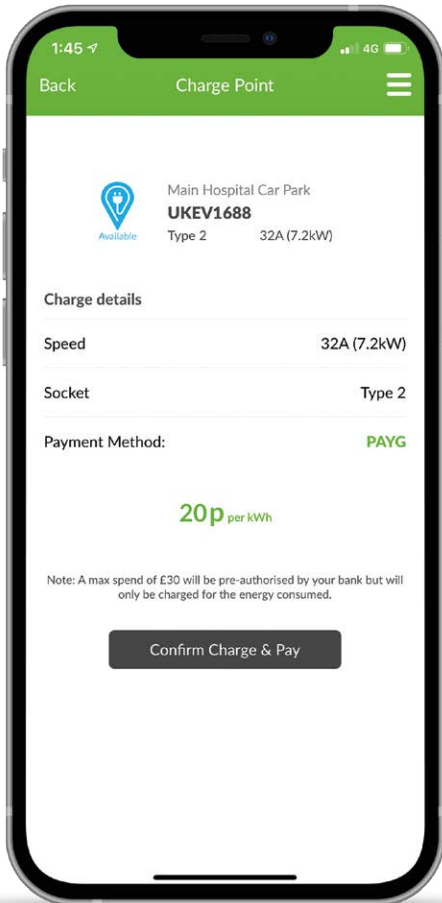 1:45
4G
Back
Charge Point
Main Hospital Car Park
UKEV1688
Available
Type 2
32A (7.2kW)
Charge details
Speed
32A (7.2kW)
Socket
Type 2
Payment Method:
PAYG
20p per kWh
Note: A max spend of £30 will be pre-authorised by your bank but will
only be charged for the energy consumed.
Confirm Charge & Pay